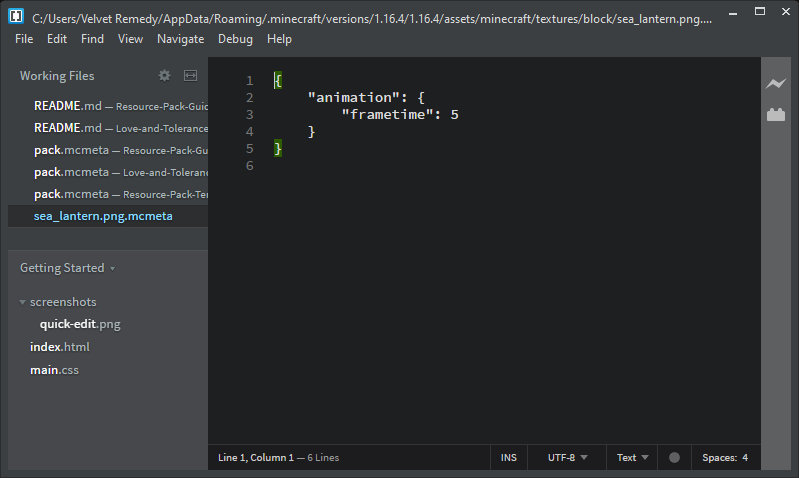 C:/Users/Velvet Remedy/AppData/Roaming/.minecraft/versions/1.16.4/1.16.4/assets/minecraft/textures/block/sea_lantern.png....
File Edit Find View Navigate Debug Help
Working Files
README.md — Resource-Pack-Guid
README.md — Love-and-Tolerance
pack.mcmeta — Resource-Pack-Gu
pack.mcmeta — Love-and-Toleran
pack.mcmeta — Resource-Pack-Ter
sea_lantern.png.mcmeta
Getting Started
screenshots
quick-edit.png
index.html
main.css
1 {
2 "animation": {
3 "frametime": 5
4 }
5 }
6
Line 1, Column 1 — 6 Lines INS UTF-8 Text Spaces: 4